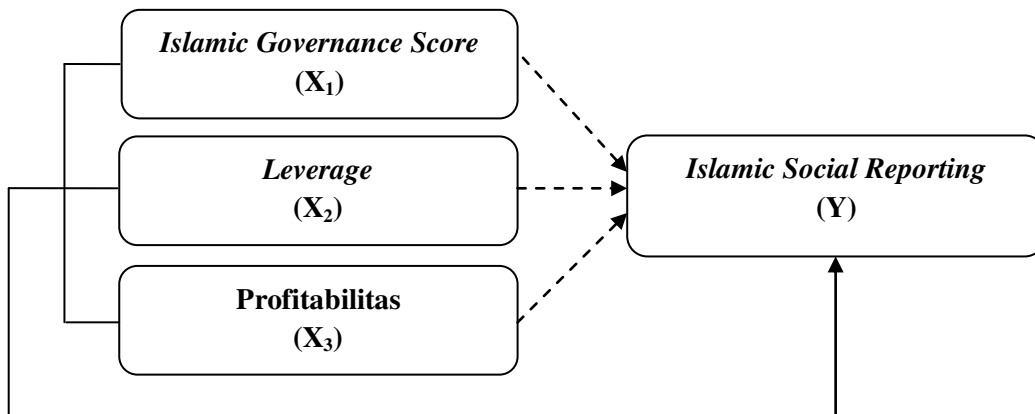 Islamic Governance Score
(X₁)
Leverage
(X₂)
Islamic Social Reporting
(Y)
Profitabilitas
(X₃)